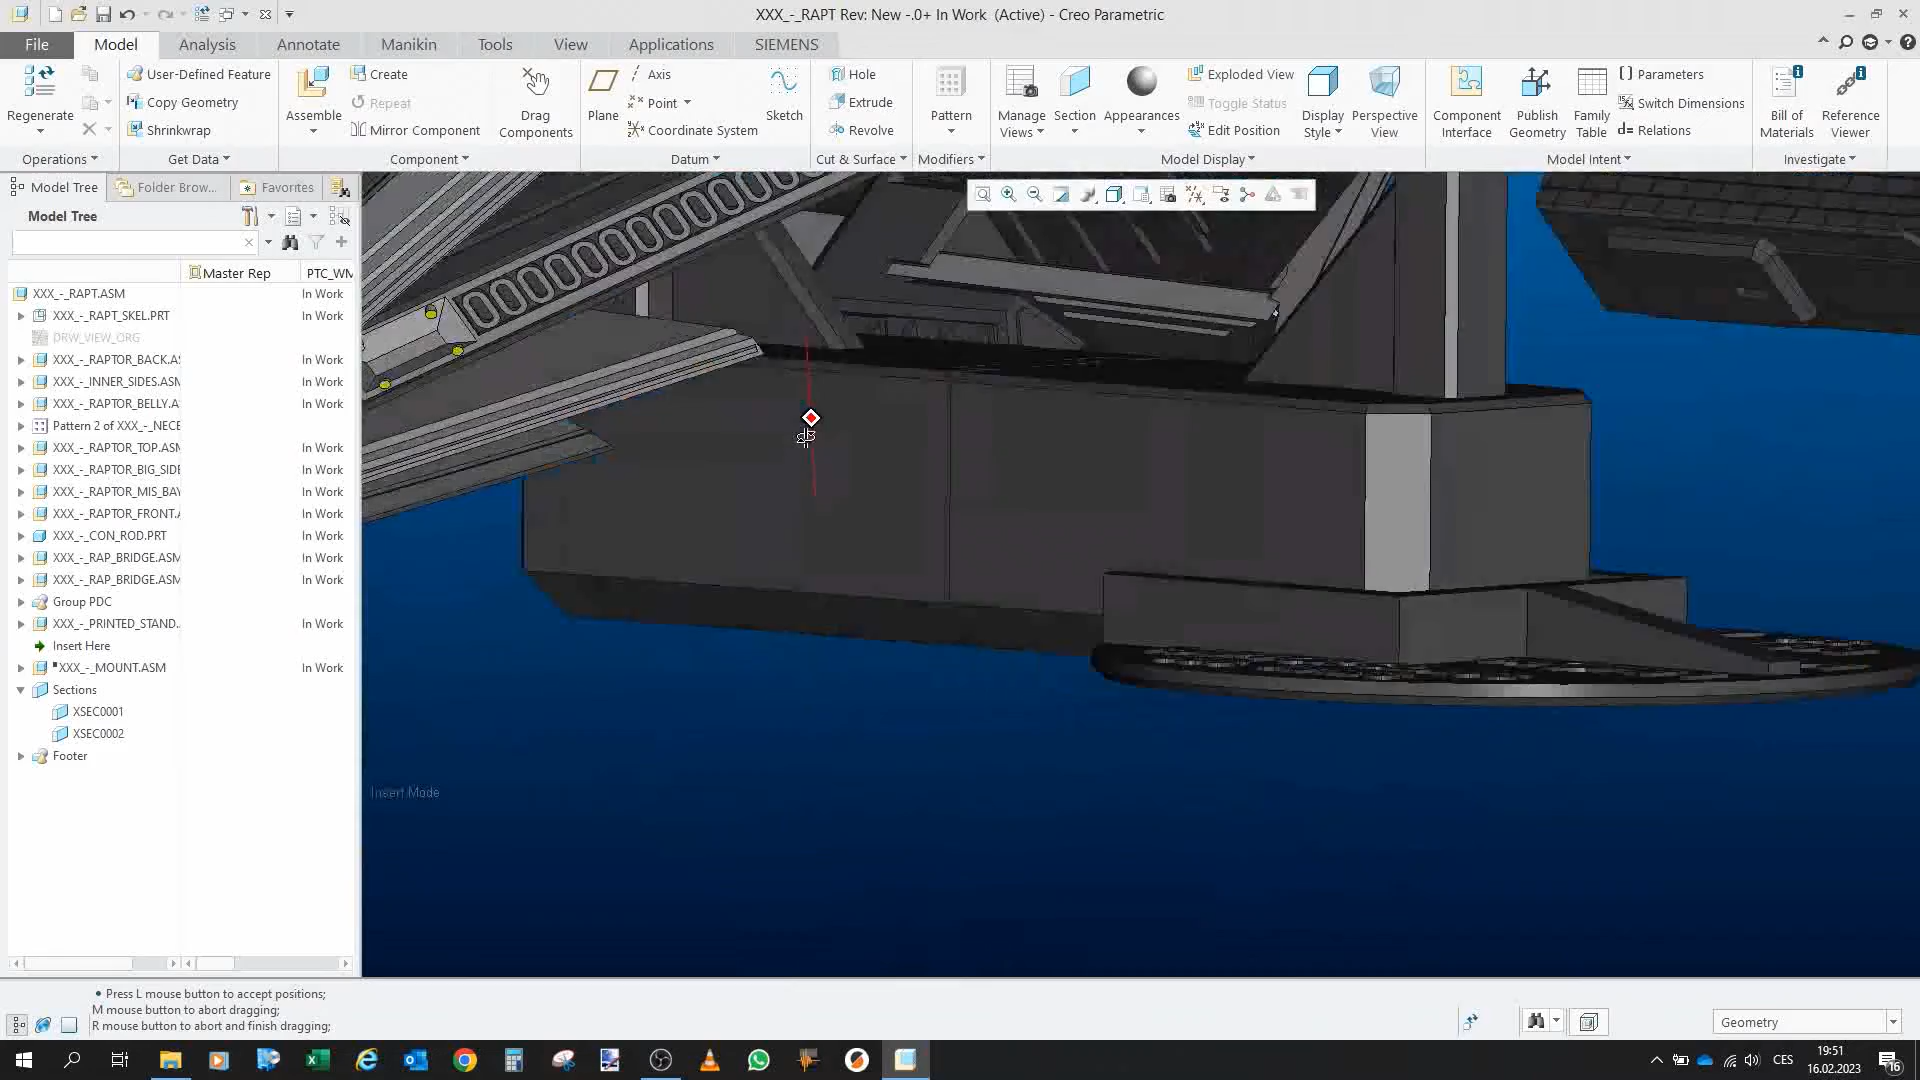 XXX_-_RAPT Rev: New -.0+ In Work (Active) - Creo Parametric
File Model Analysis Annotate Manikin Tools View Applications SIEMENS
User-Defined Feature Create Axis Hole Exploded View Parameters
Copy Geometry Repeat Point Extrude Toggle Status Switch Dimensions
Shrinkwrap Mirror Component Coordinate System Revolve Edit Position Relations
Regenerate Assemble Drag Components Plane Sketch Pattern Manage Views Section Appearances Display Style Perspective View Component Interface Publish Geometry Family Table Bill of Materials Reference Viewer
Operations Get Data Component Datum Cut & Surface Modifiers Model Display Model Intent Investigate
Model Tree Folder Brow... Favorites
Model Tree
Master Rep PTC_WM
XXX_-_RAPT.ASM In Work
XXX_-_RAPT_SKEL.PRT In Work
DRW_VIEW_ORG
XXX_-_RAPTOR_BACK.AS In Work
XXX_-_INNER_SIDES.ASM In Work
XXX_-_RAPTOR_BELLY.A In Work
Pattern 2 of XXX_-_NECE In Work
XXX_-_RAPTOR_TOP.ASM In Work
XXX_-_RAPTOR_BIG_SIDE In Work
XXX_-_RAPTOR_MIS_BAY In Work
XXX_-_RAPTOR_FRONT.A In Work
XXX_-_CON_ROD.PRT In Work
XXX_-_RAP_BRIDGE.ASM In Work
XXX_-_RAP_BRIDGE.ASM In Work
Group PDC
XXX_-_PRINTED_STAND. In Work
Insert Here
XXX_-_MOUNT.ASM In Work
Sections
XSEC0001
XSEC0002
Footer
Insert Mode
• Press L mouse button to accept positions;
M mouse button to abort dragging;
R mouse button to abort and finish dragging;
Geometry
CES
19:51
16.02.2023
16